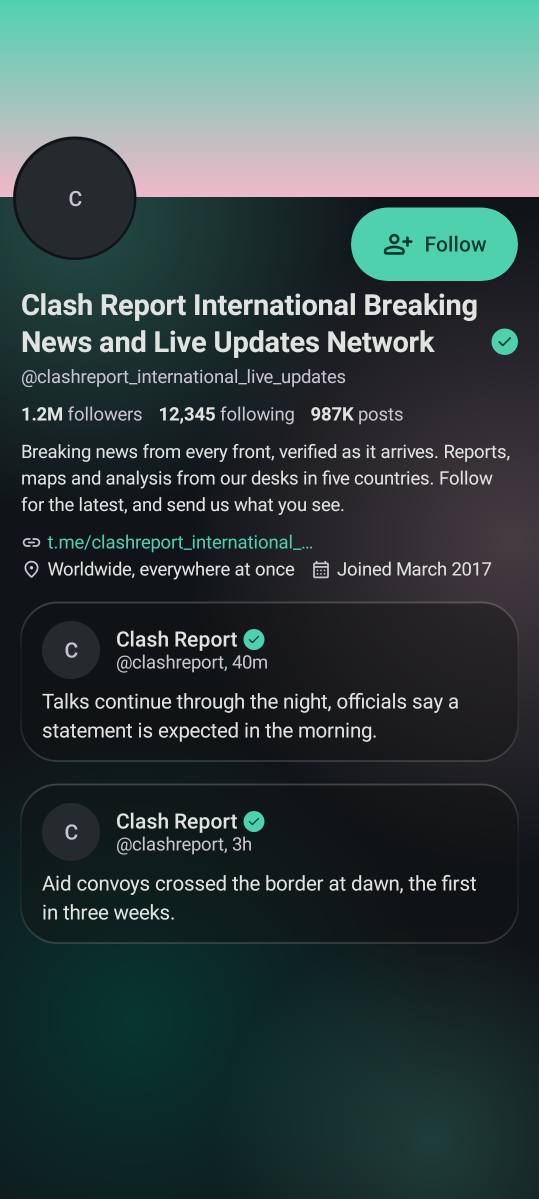 C
Follow
Clash Report International Breaking
News and Live Updates Network
@clashreport_international_live_updates
1.2M followers 12,345 following 987K posts
Breaking news from every front, verified as it arrives. Reports,
maps and analysis from our desks in five countries. Follow
for the latest, and send us what you see.
t.me/clashreport_international_…
Worldwide, everywhere at once Joined March 2017
C
Clash Report
@clashreport, 40m
Talks continue through the night, officials say a
statement is expected in the morning.
C
Clash Report
@clashreport, 3h
Aid convoys crossed the border at dawn, the first
in three weeks.